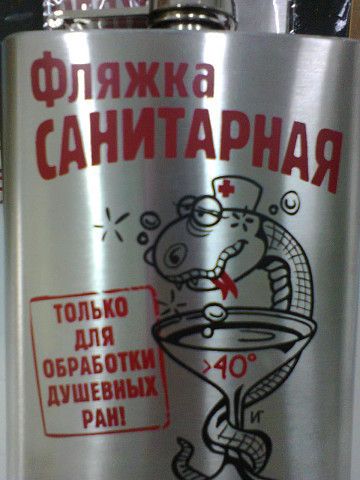 Фляжка
САНИТАРНАЯ
>40°
ТОЛЬКО
ДЛЯ
ОБРАБОТКИ
ДУШЕВНЫХ
РАН!
И'